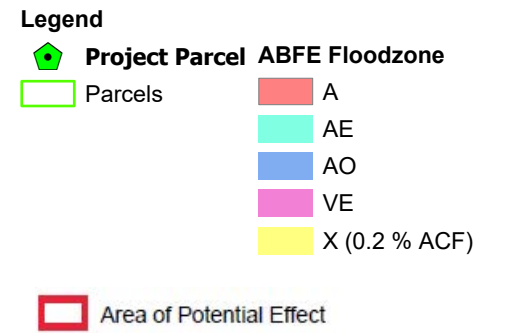 Legend
Project Parcel
Parcels
ABFE Floodzone
A
AE
AO
VE
X (0.2 % ACF)
Area of Potential Effect